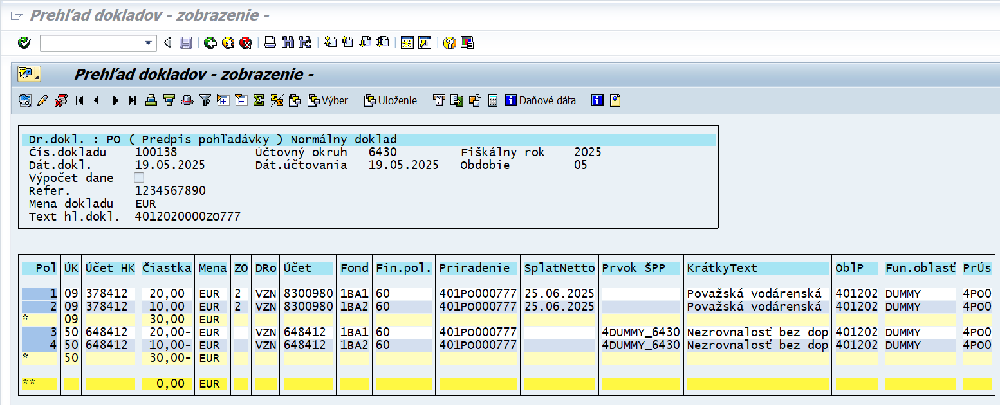 Prehľad dokladov - zobrazenie -
Prehľad dokladov - zobrazenie -
Výber Uloženie Daňové dáta
Dr.dokl. : PO ( Predpis pohľadávky ) Normálny doklad
Čís.dokladu 100138 Účtovný okruh 6430 Fiškálny rok 2025
Dát.dokl. 19.05.2025 Dát.účtovania 19.05.2025 Obdobie 05
Výpočet dane
Refer. 1234567890
Mena dokladu EUR
Text hl.dokl. 4012020000ZO777
Pol ÚK Účet HK Čiastka Mena ZO DRo Účet Fond Fin.pol. Priradenie SplatNetto Prvok ŠPP KrátkyText OblP Fun.oblasť PrÚs
1 09 378412 20,00 EUR 2 VZN 8300980 1BA1 60 401PO000777 25.06.2025 Považská vodárenská 401202 DUMMY 4PO0
2 09 378412 10,00 EUR 2 VZN 8300980 1BA2 60 401PO000777 25.06.2025 Považská vodárenská 401202 DUMMY 4PO0
* 09 30,00 EUR
3 50 648412 20,00- EUR VZN 648412 1BA1 60 401PO000777 4DUMMY_6430 Nezrovnalosť bez dop 401202 DUMMY 4PO0
4 50 648412 10,00- EUR VZN 648412 1BA2 60 401PO000777 4DUMMY_6430 Nezrovnalosť bez dop 401202 DUMMY 4PO0
* 50 30,00- EUR
** 0,00 EUR